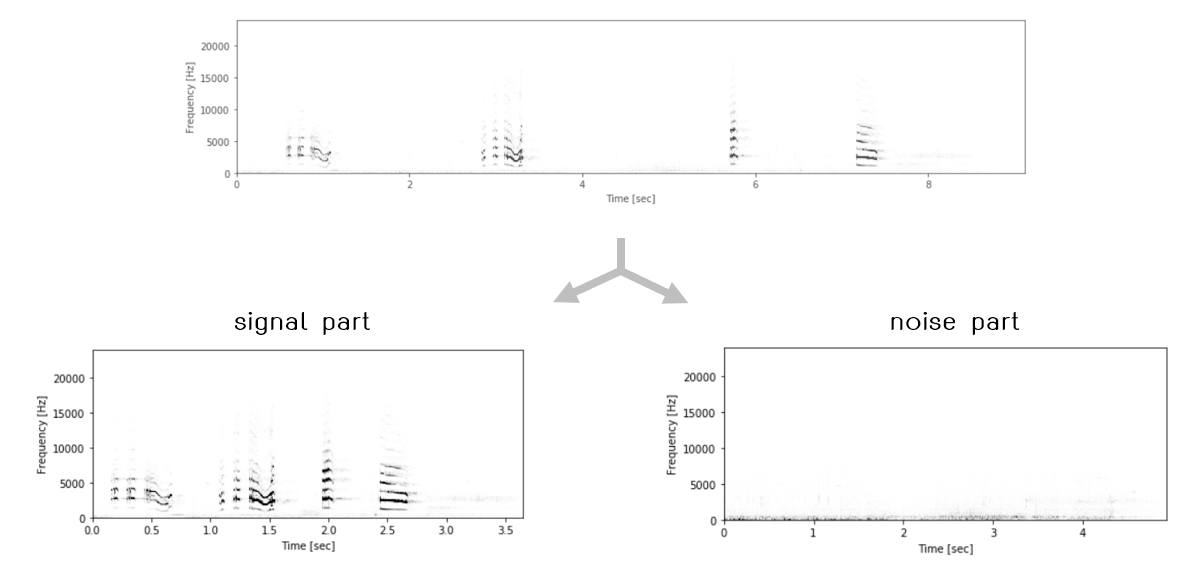 20000
15000
10000
5000
0
Frequency [Hz]
0 2 4 6 8
Time [sec]
signal part
noise part
20000
15000
10000
5000
0
Frequency [Hz]
0.0 0.5 1.0 1.5 2.0 2.5 3.0 3.5
Time [sec]
20000
15000
10000
5000
0
Frequency [Hz]
0 1 2 3 4
Time [sec]